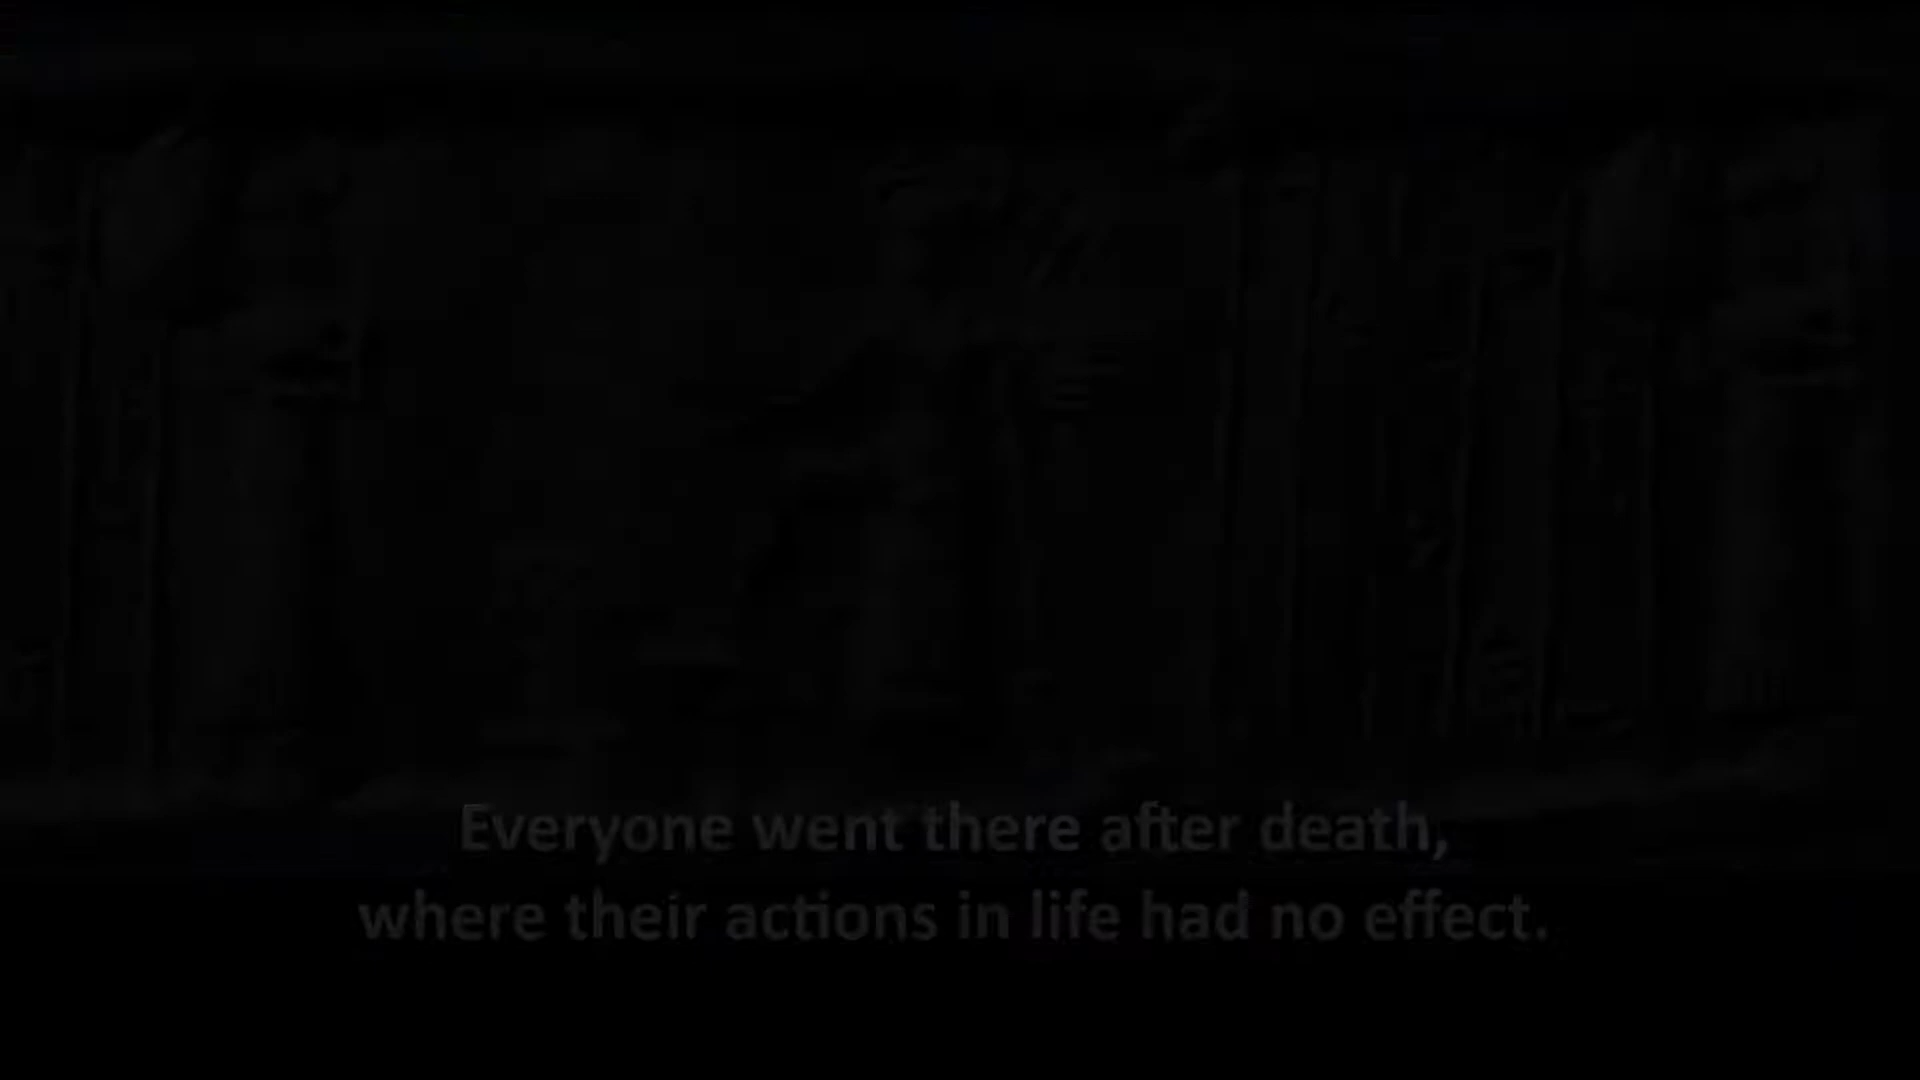 Everyone went there after death,
where their actions in life had no effect.